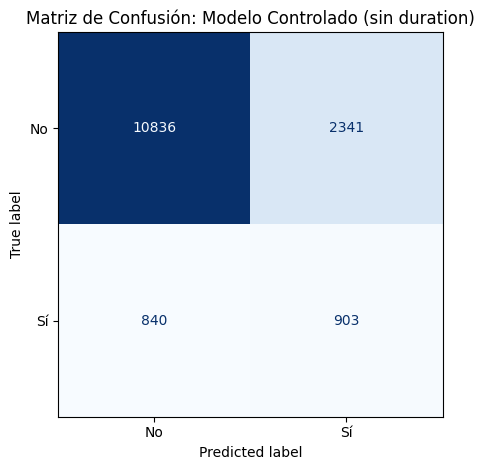 Matriz de Confusión: Modelo Controlado (sin duration)
True label
No
10836 2341
Sí
840 903
No Sí
Predicted label